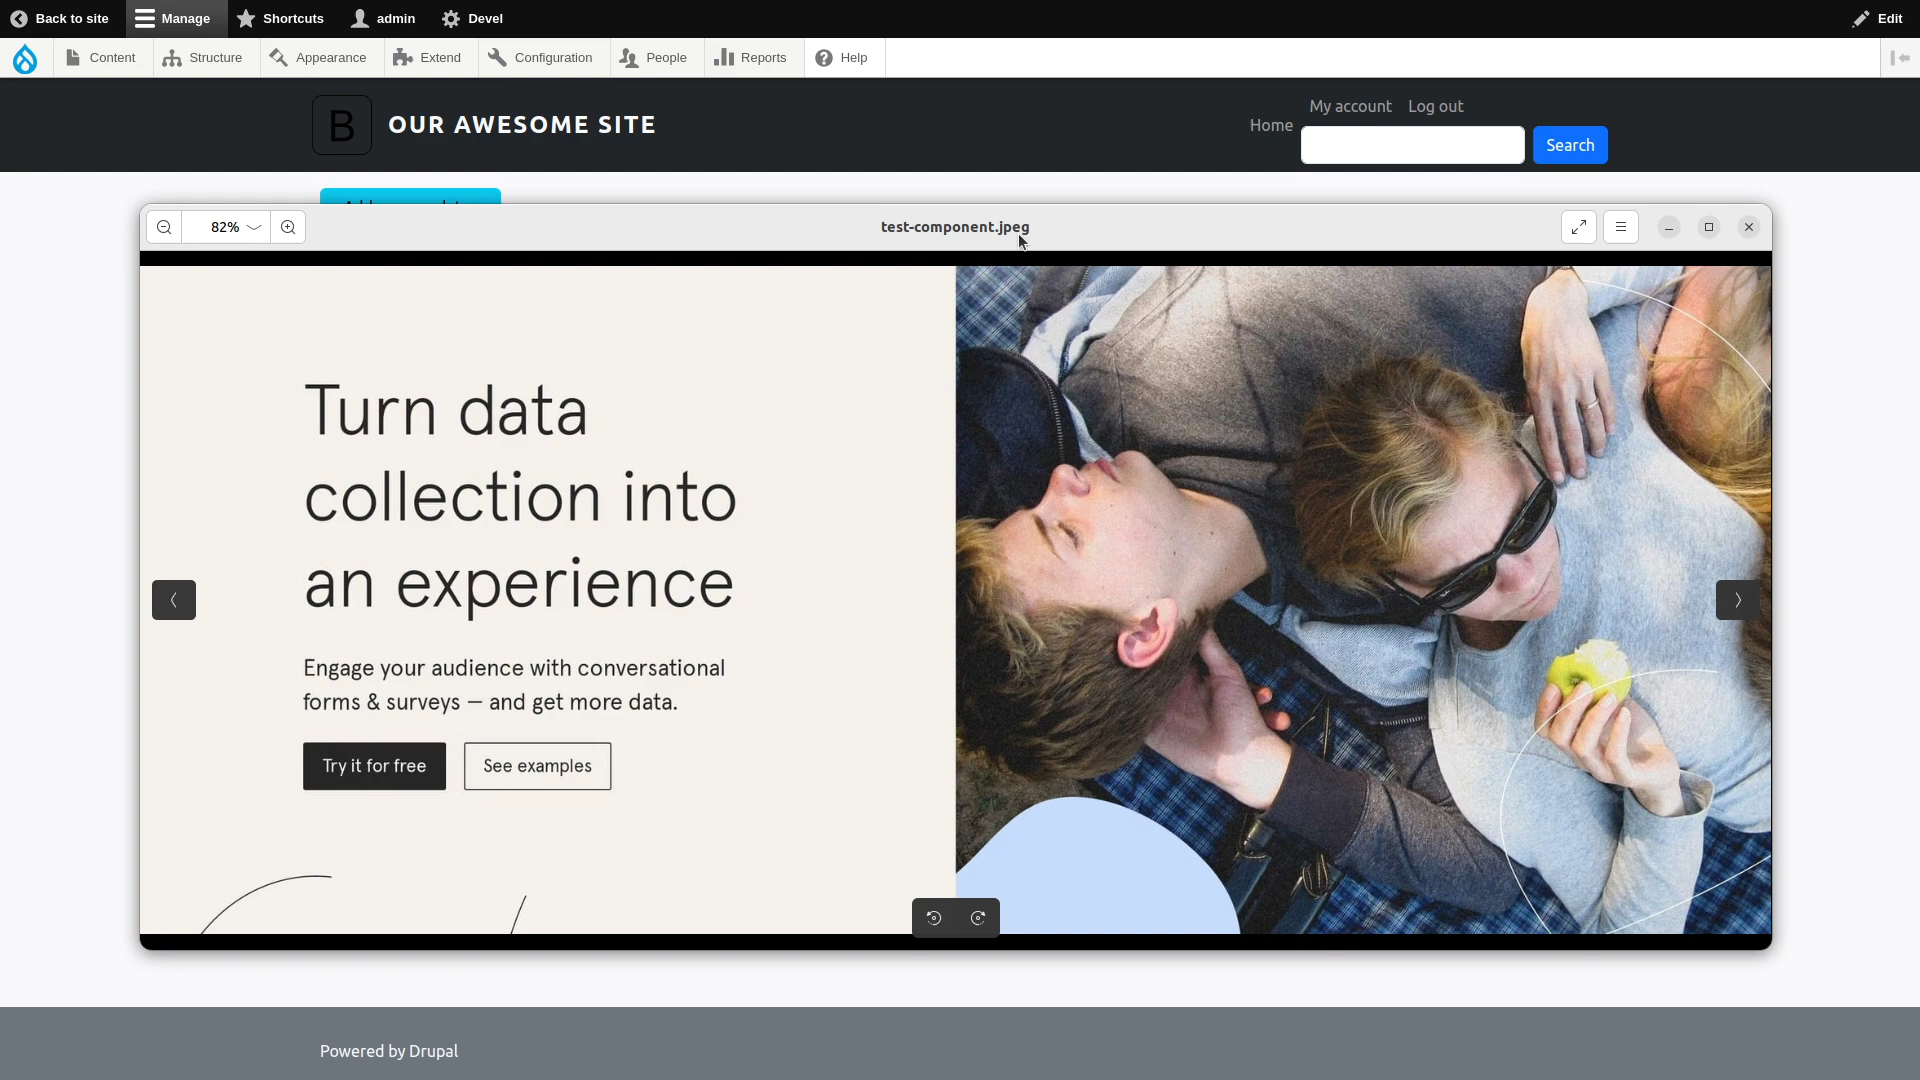 Back to site Manage Shortcuts admin Devel Edit
Content Structure Appearance Extend Configuration People Reports Help
B OUR AWESOME SITE
My account Log out
Home
Search
82% test-component.jpeg
Turn data
collection into
an experience
Engage your audience with conversational
forms & surveys — and get more data.
Try it for free See examples
Powered by Drupal